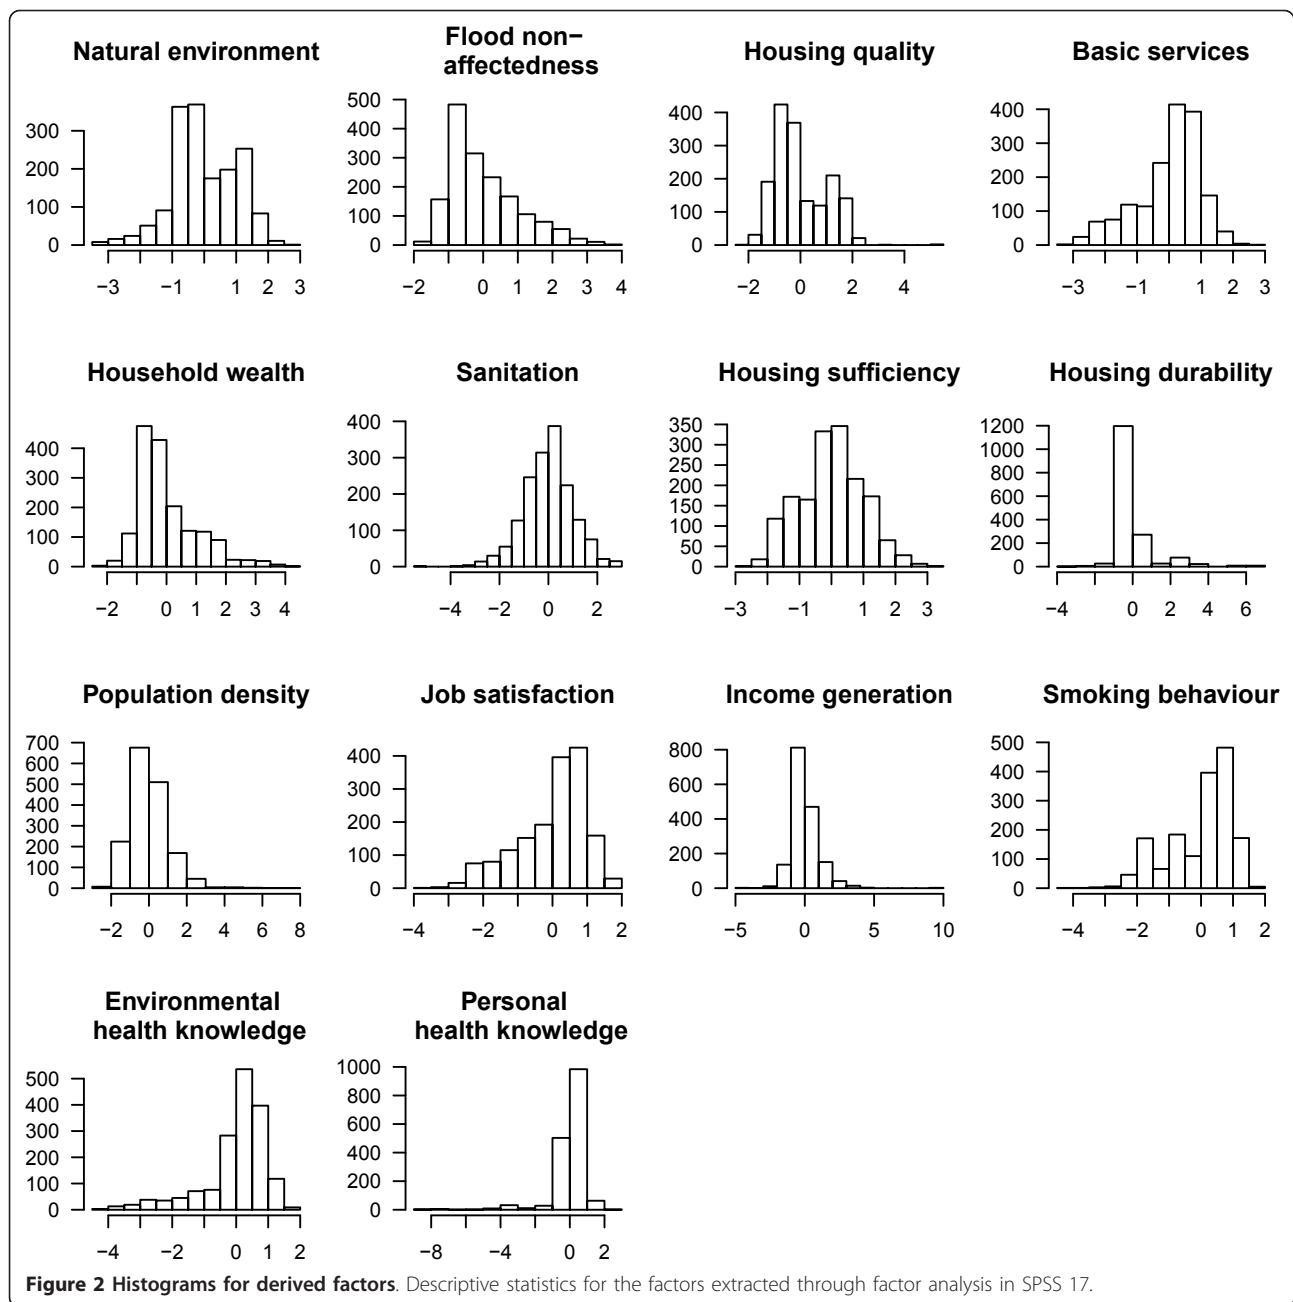 Natural environment
Flood non-
affectedness
Housing quality
Basic services
300
200
100
0
-3 -1 1 2 3
500
400
300
200
100
0
-2 0 1 2 3 4
400
300
200
100
0
-2 0 2 4
400
300
200
100
0
-3 -1 1 2 3
Household wealth
Sanitation
Housing sufficiency
Housing durability
400
300
200
100
0
-2 0 1 2 3 4
400
300
200
100
0
-4 -2 0 2
350
300
250
200
150
100
50
0
-3 -1 1 2 3
1200
1000
800
600
400
200
0
-4 0 2 4 6
Population density
Job satisfaction
Income generation
Smoking behaviour
700
600
500
400
300
200
100
0
-2 0 2 4 6 8
400
300
200
100
0
-4 -2 0 1 2
800
600
400
200
0
-5 0 5 10
500
400
300
200
100
0
-4 -2 0 1 2
Environmental
health knowledge
Personal
health knowledge
500
400
300
200
100
0
-4 -2 0 1 2
1000
800
600
400
200
0
-8 -4 0 2
Figure 2 Histograms for derived factors. Descriptive statistics for the factors extracted through factor analysis in SPSS 17.